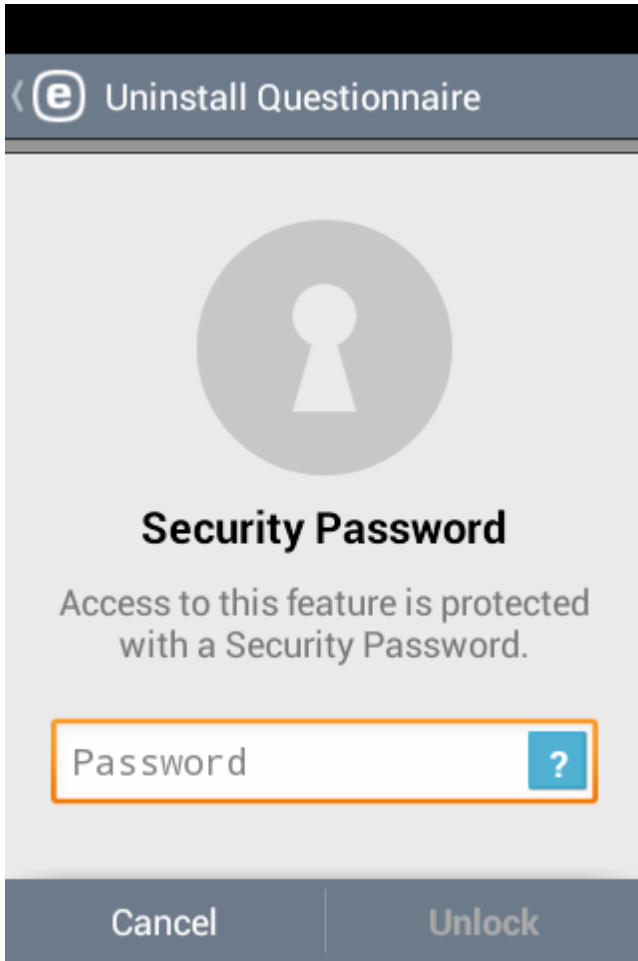 e Uninstall Questionnaire
Security Password
Access to this feature is protected
with a Security Password.
Password ?
Cancel Unlock